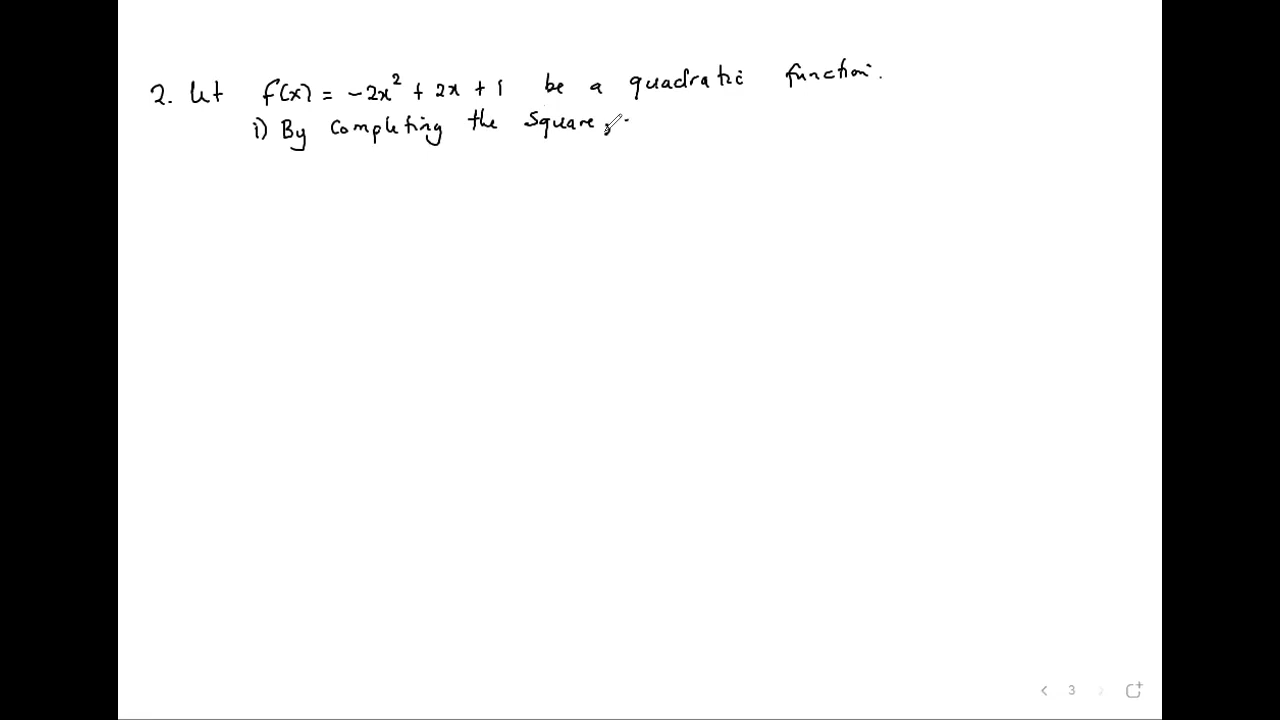 2. Let f(x) = -2x² + 2x + 1 be a quadratic function.
i) By completing the square,
3